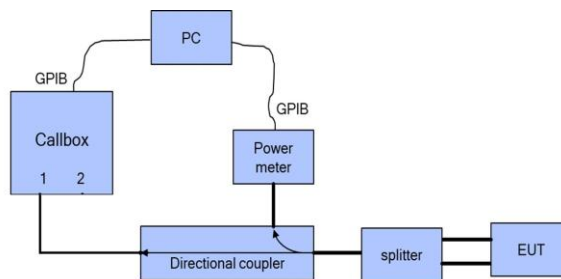 PC
GPIB
GPIB
Callbox
1 2
Power
meter
Directional coupler
splitter
EUT